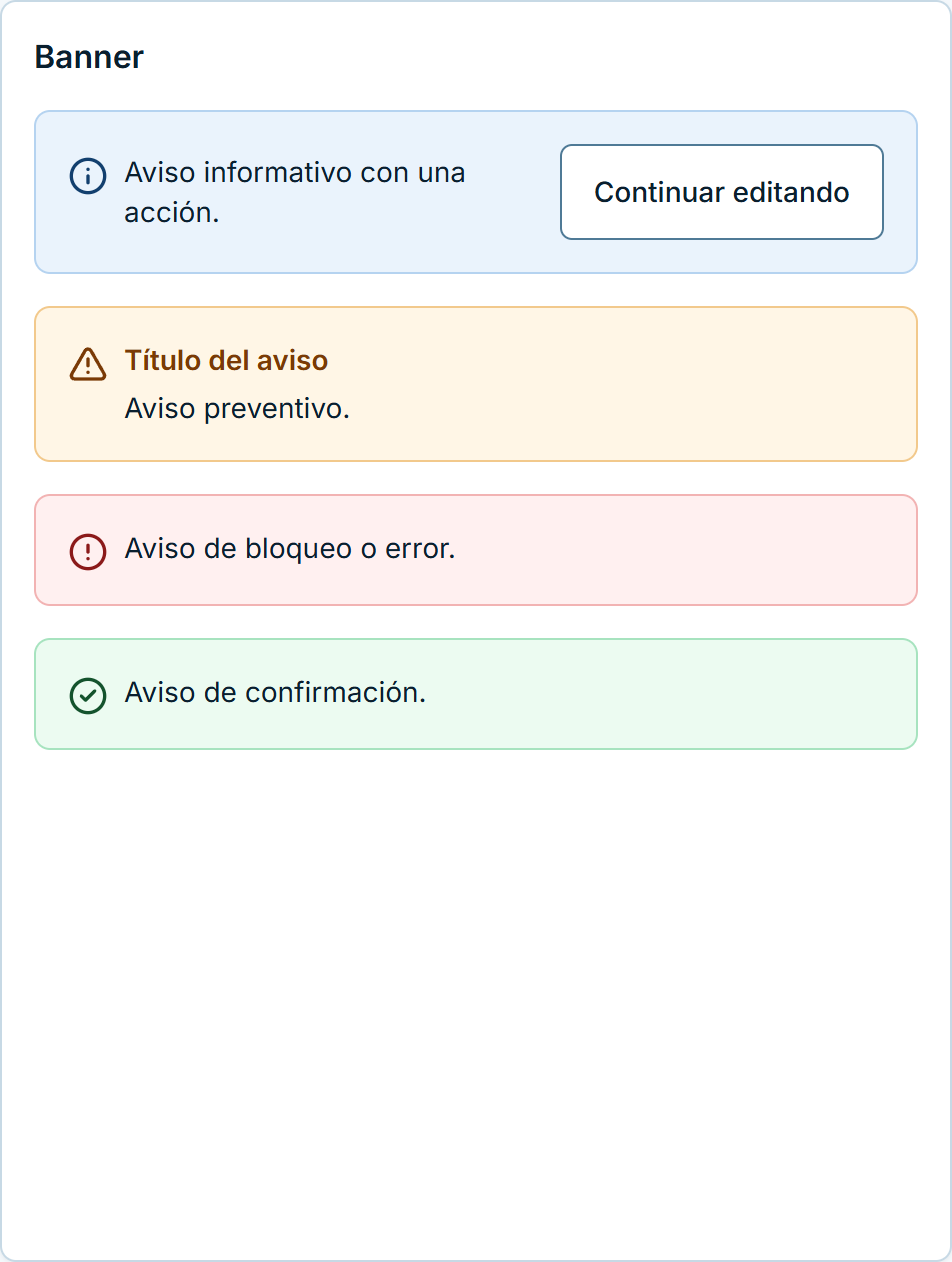 Banner
Aviso informativo con una
acción.
Continuar editando
Título del aviso
Aviso preventivo.
Aviso de bloqueo o error.
Aviso de confirmación.